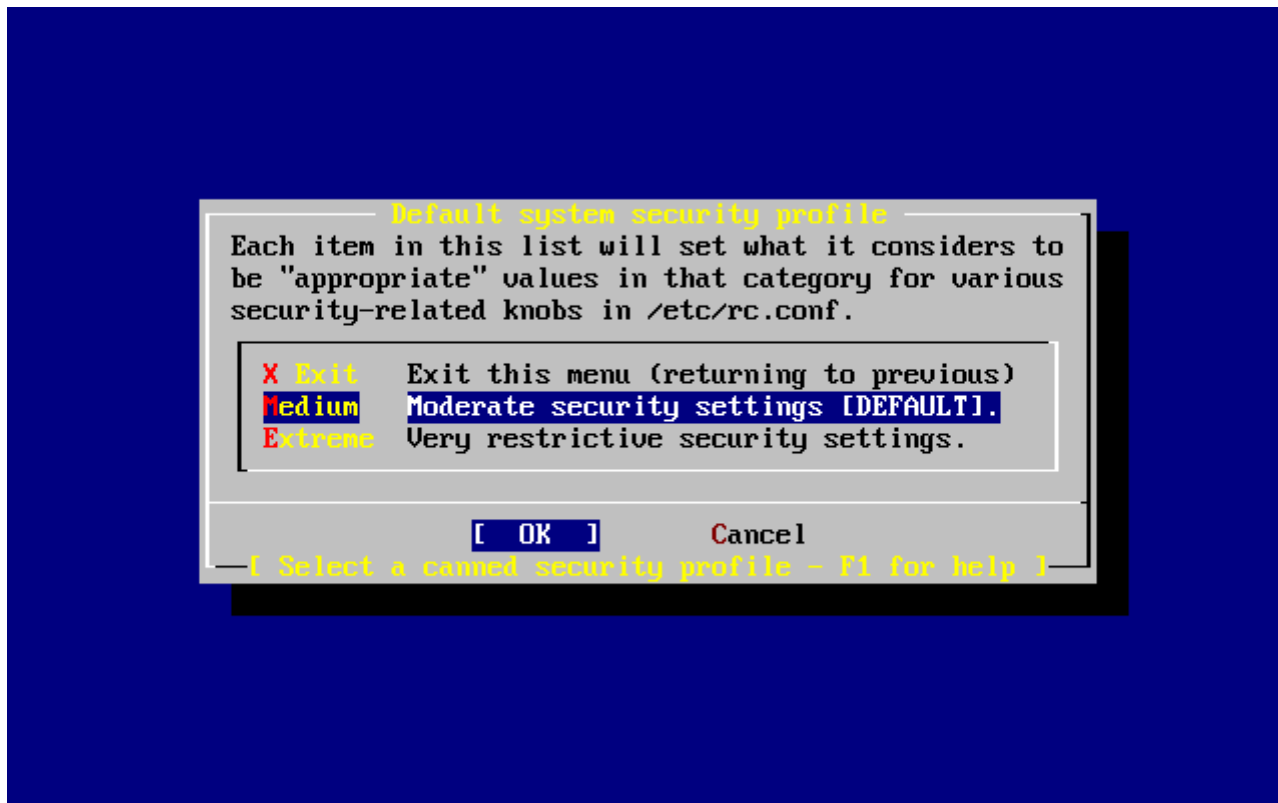 Default system security profile
Each item in this list will set what it considers to
be "appropriate" values in that category for various
security-related knobs in /etc/rc.conf.
X Exit Exit this menu (returning to previous)
Medium Moderate security settings [DEFAULT].
Extreme Very restrictive security settings.
[ OK ] Cancel
[ Select a canned security profile - F1 for help ]